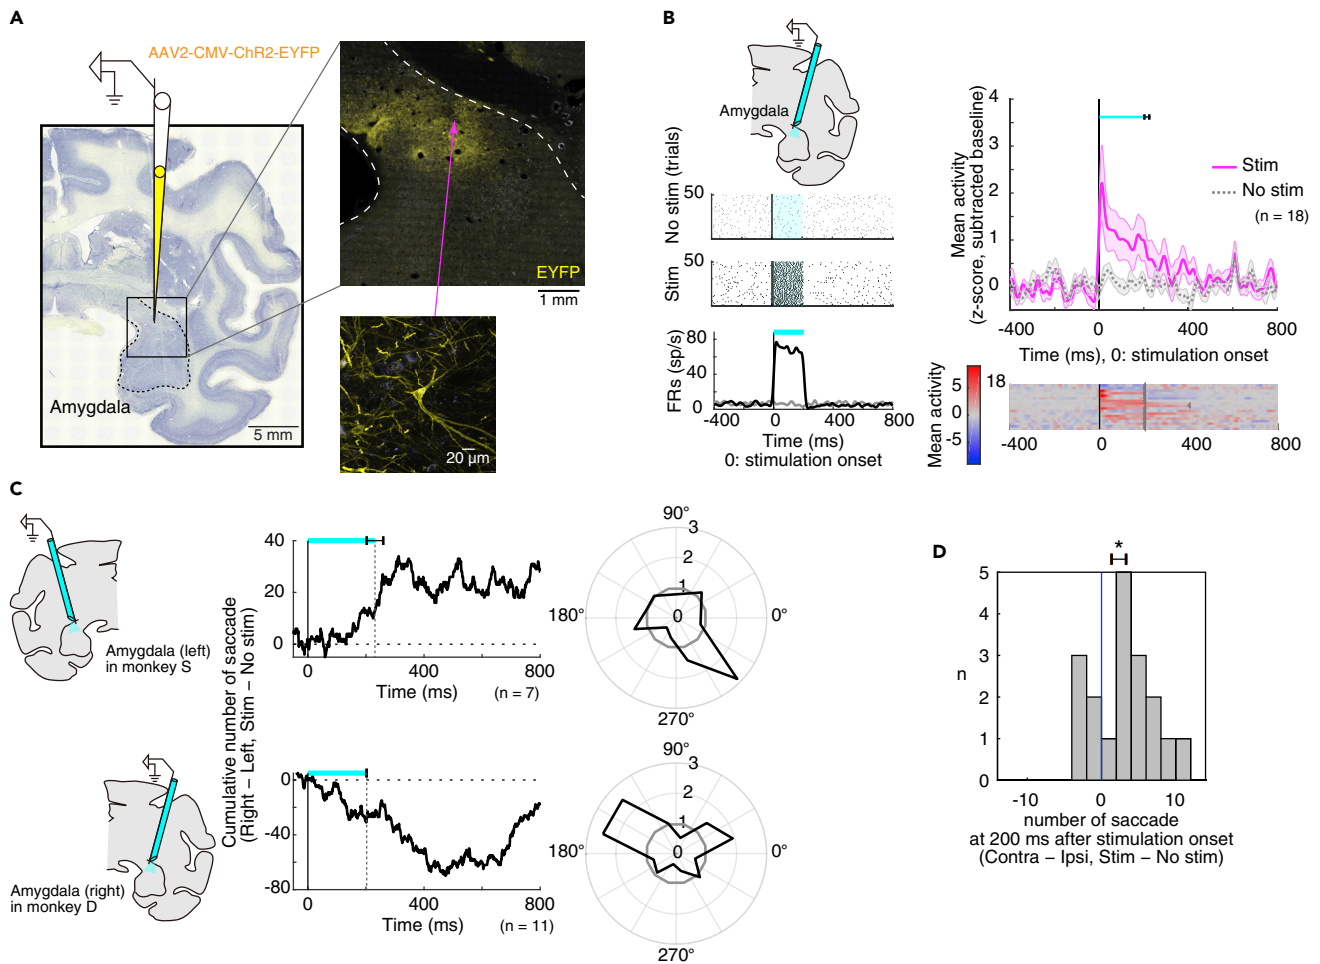 A
AAV2-CMV-ChR2-EYFP
Amygdala
5 mm
EYFP
1 mm
20 µm
B
Amygdala
No stim (trials)
50
Stim
50
FRs (sp/s)
80
40
0
-400 0 400 800
Time (ms)
0: stimulation onset
Mean activity
(z-score, subtracted baseline)
4
3
2
1
0
Stim
No stim
(n = 18)
-400 0 400 800
Time (ms), 0: stimulation onset
Mean activity
5
0
-5
18
-400 0 400 800
C
Amygdala (left)
in monkey S
Cumulative number of saccade
(Right – Left, Stim – No stim)
40
20
0
0 400 800
Time (ms)
(n = 7)
90°
3
2
1
0
180°
0°
270°
Amygdala (right)
in monkey D
0
-40
-80
0 400 800
Time (ms)
(n = 11)
90°
3
2
1
0
180°
0°
270°
D
*
n
5
4
3
2
1
0
-10 0 10
number of saccade
at 200 ms after stimulation onset
(Contra – Ipsi, Stim – No stim)